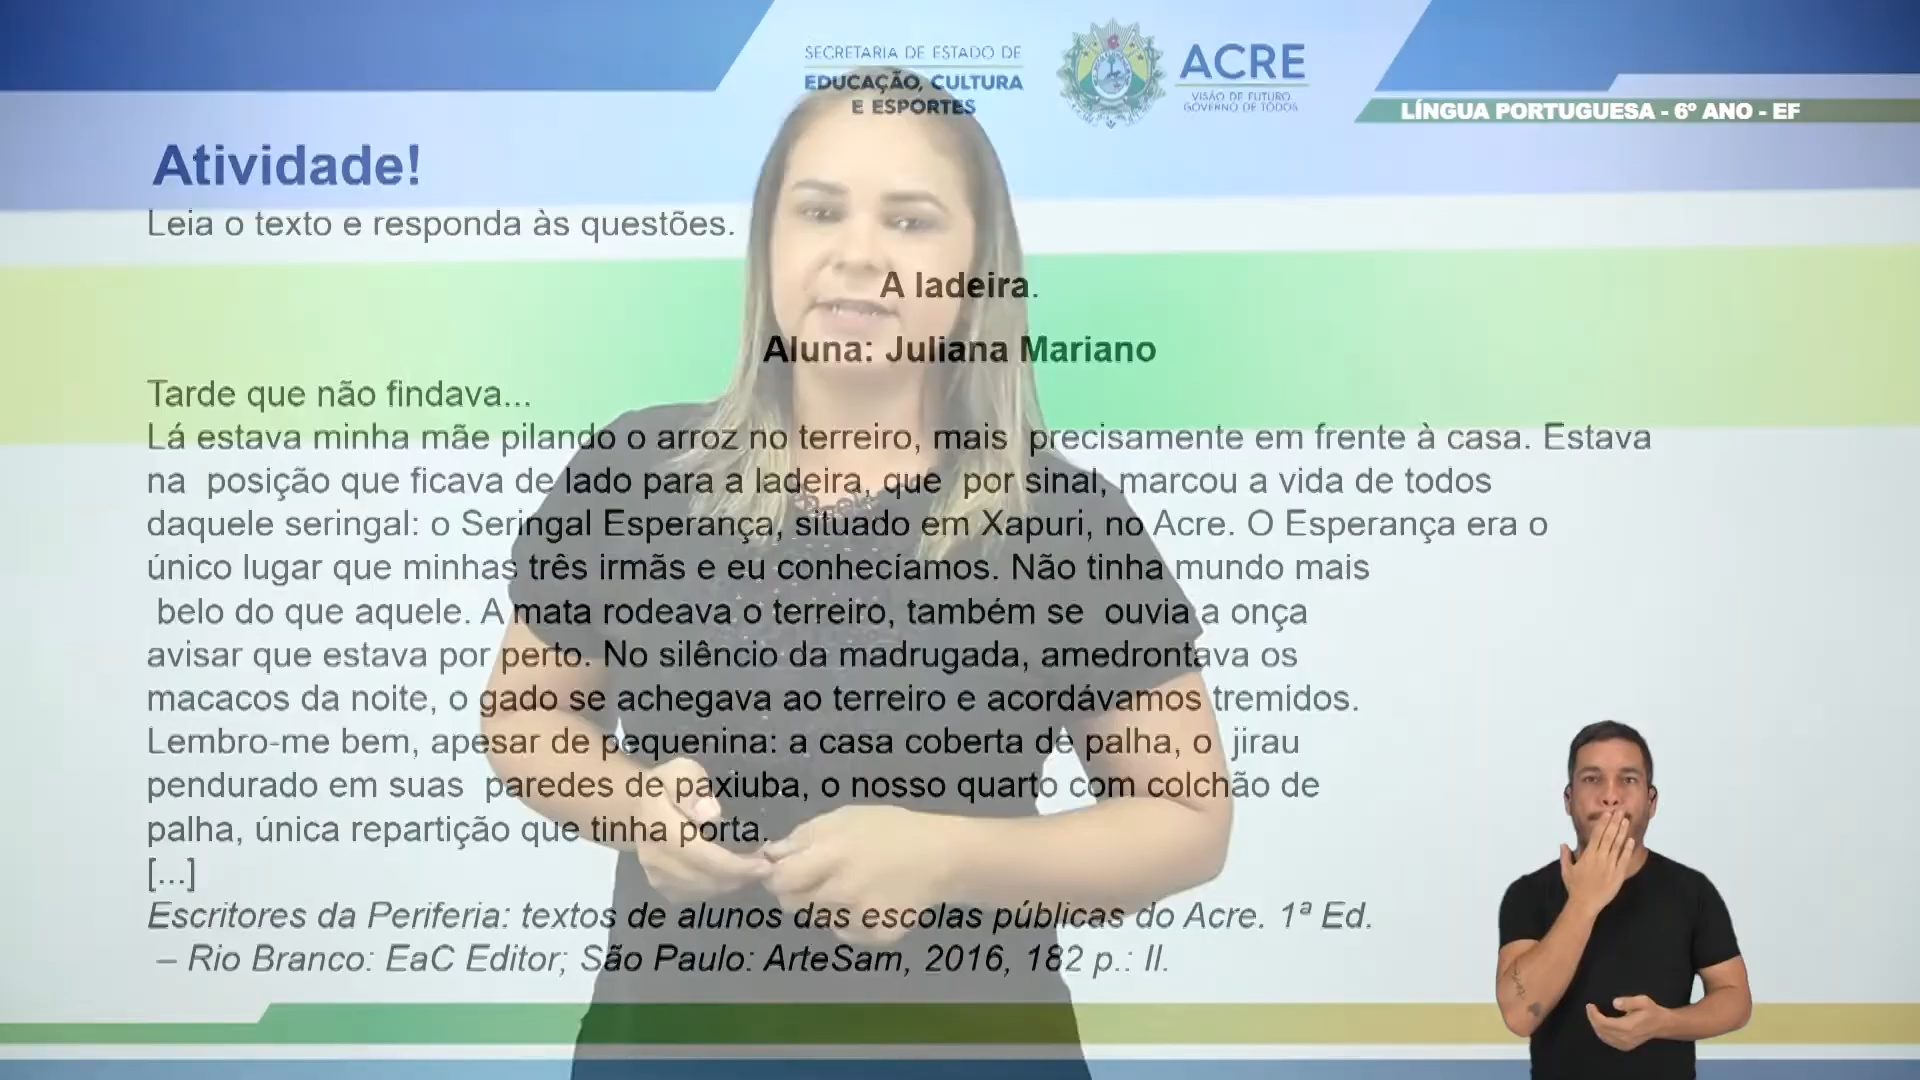 SECRETARIA DE ESTADO DE
EDUCAÇÃO, CULTURA
E ESPORTES
ACRE
VISÃO DE FUTURO
GOVERNO DE TODOS
LÍNGUA PORTUGUESA - 6º ANO - EF
Atividade!
Leia o texto e responda às questões.
A ladeira.
Aluna: Juliana Mariano
Tarde que não findava...
Lá estava minha mãe pilando o arroz no terreiro, mais precisamente em frente à casa. Estava
na posição que ficava de lado para a ladeira, que por sinal, marcou a vida de todos
daquele seringal: o Seringal Esperança, situado em Xapuri, no Acre. O Esperança era o
único lugar que minhas três irmãs e eu conhecíamos. Não tinha mundo mais
belo do que aquele. A mata rodeava o terreiro, também se ouvia a onça
avisar que estava por perto. No silêncio da madrugada, amedrontava os
macacos da noite, o gado se achegava ao terreiro e acordávamos tremidos.
Lembro-me bem, apesar de pequenina: a casa coberta de palha, o jirau
pendurado em suas paredes de paxiuba, o nosso quarto com colchão de
palha, única repartição que tinha porta.
[...]
Escritores da Periferia: textos de alunos das escolas públicas do Acre. 1ª Ed.
– Rio Branco: EaC Editor; São Paulo: ArteSam, 2016, 182 p.: Il.